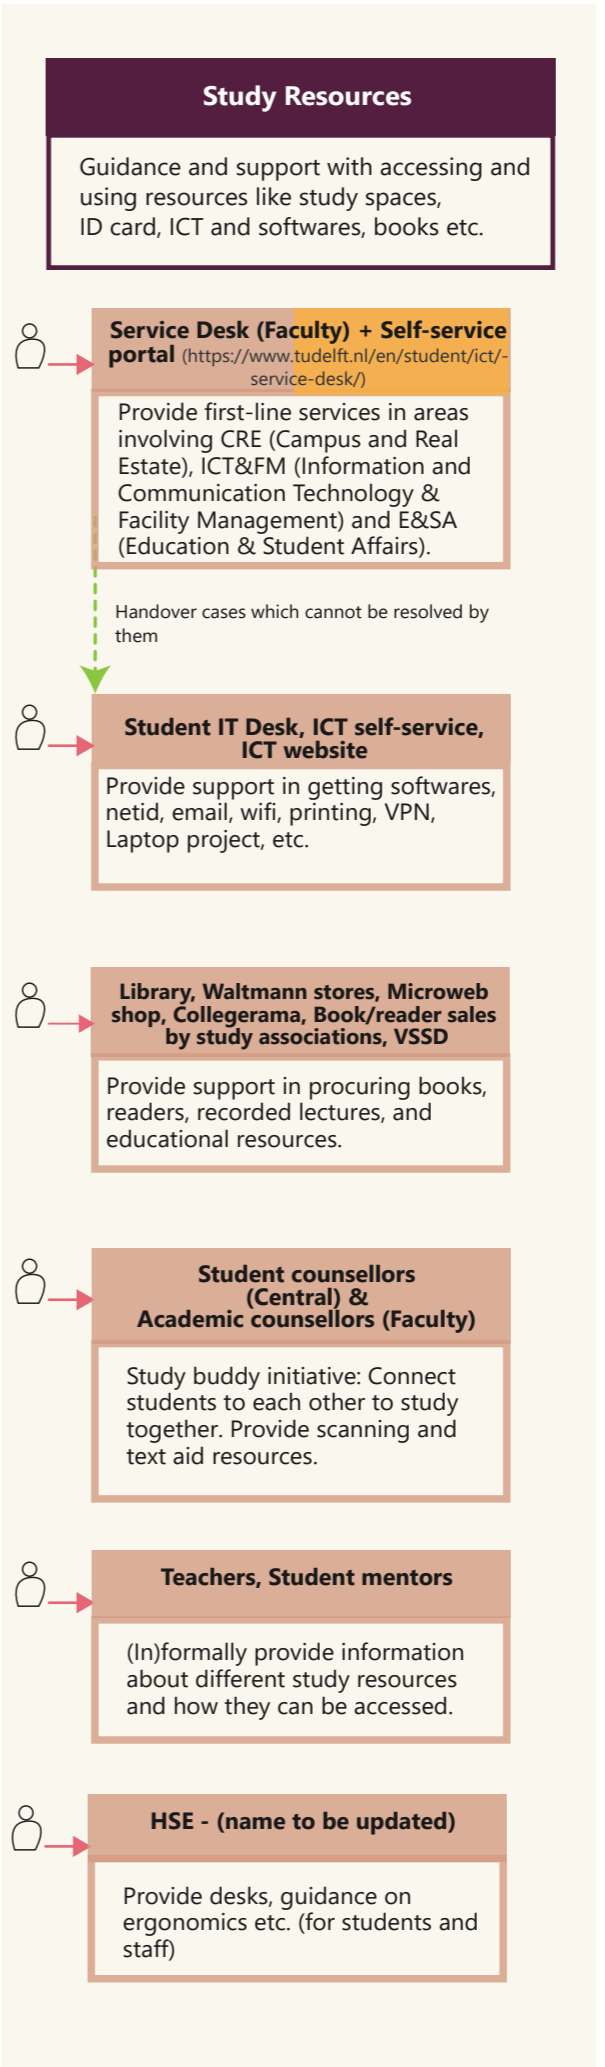 Study Resources
Guidance and support with accessing and
using resources like study spaces,
ID card, ICT and softwares, books etc.
Service Desk (Faculty) + Self-service
portal (https://www.tudelft.nl/en/student/ict/-
service-desk/)
Provide first-line services in areas
involving CRE (Campus and Real
Estate), ICT&FM (Information and
Communication Technology &
Facility Management) and E&SA
(Education & Student Affairs).
Handover cases which cannot be resolved by
them
Student IT Desk, ICT self-service,
ICT website
Provide support in getting softwares,
netid, email, wifi, printing, VPN,
Laptop project, etc.
Library, Waltmann stores, Microweb
shop, Collegerama, Book/reader sales
by study associations, VSSD
Provide support in procuring books,
readers, recorded lectures, and
educational resources.
Student counsellors
(Central) &
Academic counsellors (Faculty)
Study buddy initiative: Connect
students to each other to study
together. Provide scanning and
text aid resources.
Teachers, Student mentors
(In)formally provide information
about different study resources
and how they can be accessed.
HSE - (name to be updated)
Provide desks, guidance on
ergonomics etc. (for students and
staff)